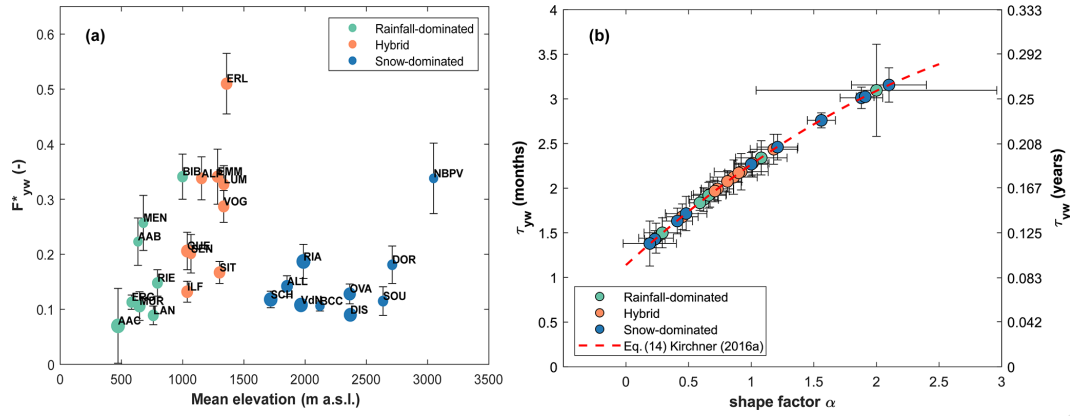 (a)
Rainfall-dominated
Hybrid
Snow-dominated
0.6
0.5
0.4
0.3
0.2
0.1
0
F*yw (-)
ERL
BIB
ALP
EMM
LUM
VOG
NBPV
MEN
AAB
GUE
SEN
SIT
RIA
DOR
RIE
ILF
ALL
OVA
ERG
MUR
LAN
SCH
VdN
BCC
DIS
SOU
AAC
0 500 1000 1500 2000 2500 3000 3500
Mean elevation (m a.s.l.)
(b)
4
3.5
3
2.5
2
1.5
1
0.5
0
τyw (months)
0.333
0.292
0.250
0.208
0.167
0.125
0.083
0.042
0.000
τyw (years)
Rainfall-dominated
Hybrid
Snow-dominated
Eq. (14) Kirchner (2016a)
0 0.5 1 1.5 2 2.5 3
shape factor α